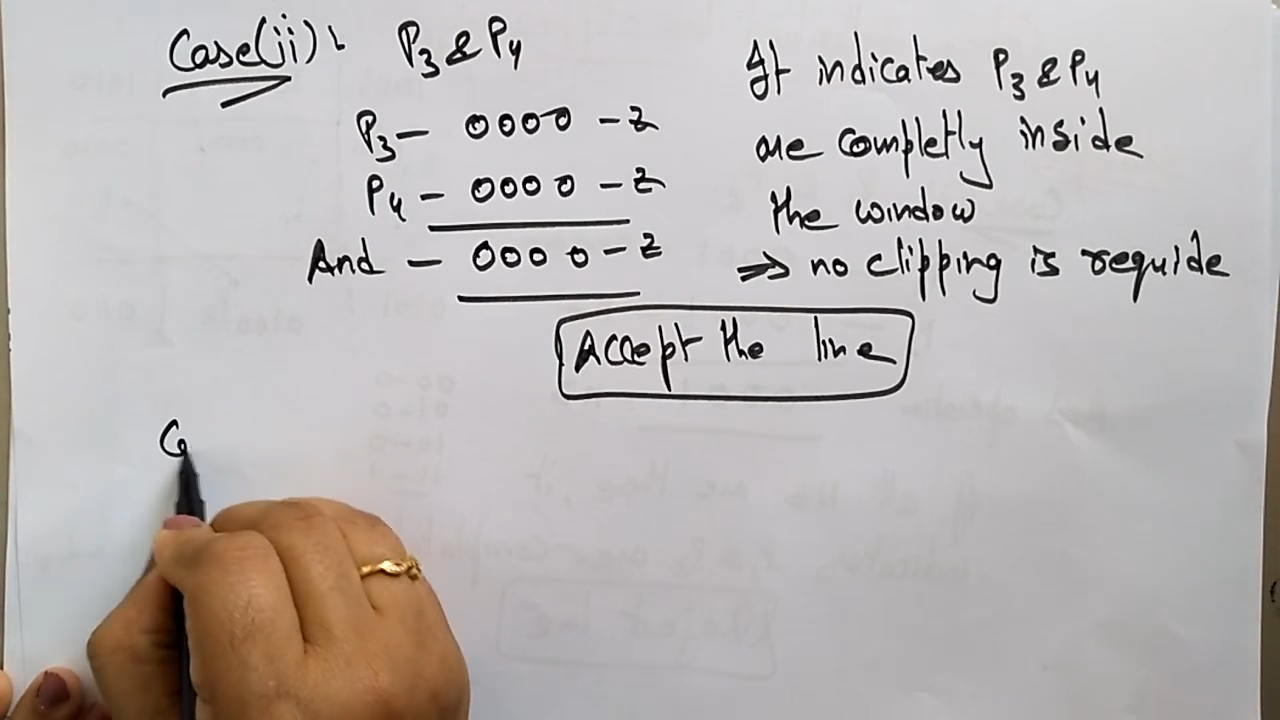 Case(ii): P3 & P4
P3 – 0000 – Z
P4 – 0000 – Z
And – 0000 – Z
It indicates P3 & P4
are completly inside
the window
⇒ no clipping is requide
Accept the line
Ca